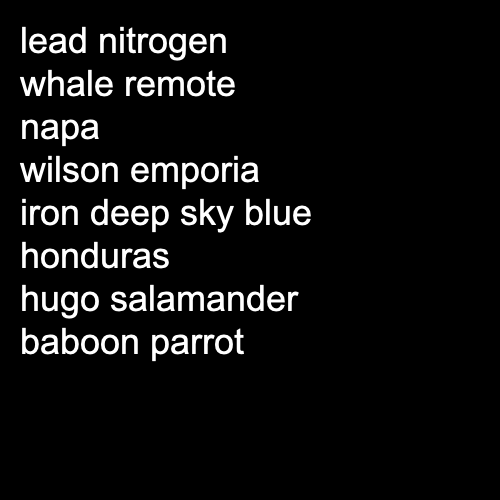 lead nitrogen
whale remote
napa
wilson emporia
iron deep sky blue
honduras
hugo salamander
baboon parrot